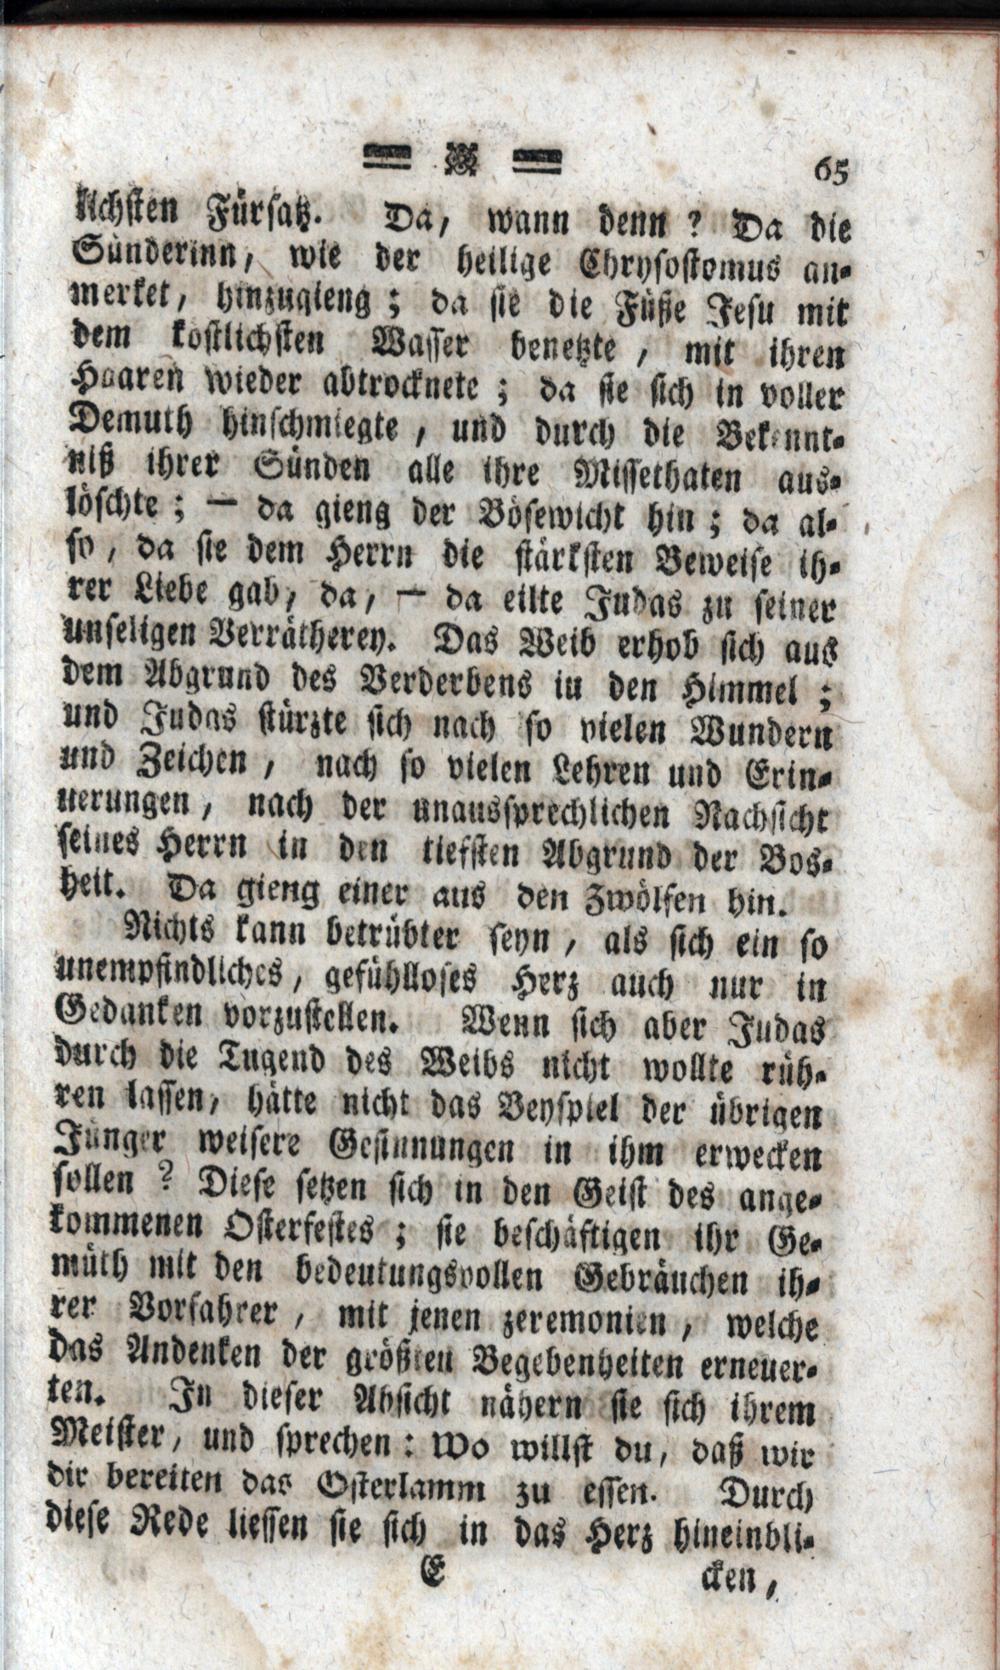 65
lichsten Fürsatz. Da, wann denn ? Da die
Sünderinn, wie der heilige Chrysostomus an-
merket, hinzugieng ; da sie die Füße Jesu mit
dem köstlichsten Wasser benetzte , mit ihren
Haaren wieder abtrocknete ; da sie sich in voller
Demuth hinschmiegte , und durch die Bekennt-
niß ihrer Sünden alle ihre Missethaten aus-
löschte ; — da gieng der Bösewicht hin ; da al-
so , da sie dem Herrn die stärksten Beweise ih-
rer Liebe gab, da, — da eilte Judas zu seiner
unseligen Verrätherey. Das Weib erhob sich aus
dem Abgrund des Verderbens in den Himmel ;
und Judas stürzte sich nach so vielen Wundern
und Zeichen , nach so vielen Lehren und Erin-
nerungen , nach der unaussprechlichen Nachsicht
seines Herrn in den tiefsten Abgrund der Bos-
heit. Da gieng einer aus den Zwölfen hin.
Nichts kann betrübter seyn , als sich ein so
unempfindliches, gefühlloses Herz auch nur in
Gedanken vorzustellen. Wenn sich aber Judas
durch die Tugend des Weibs nicht wollte rüh-
ren lassen, hätte nicht das Beyspiel der übrigen
Jünger weisere Gesinnungen in ihm erwecken
sollen ? Diese setzen sich in den Geist des ange-
kommenen Osterfestes ; sie beschäftigen ihr Ge-
müth mit den bedeutungsvollen Gebräuchen ih-
rer Vorfahrer , mit jenen zeremonien , welche
das Andenken der größten Begebenheiten erneuer-
ten. In dieser Absicht nähern sie sich ihrem
Meister, und sprechen : Wo willst du, daß wir
dir bereiten das Osterlamm zu essen. Durch
diese Rede liessen sie sich in das Herz hineinbli-
E cken ,